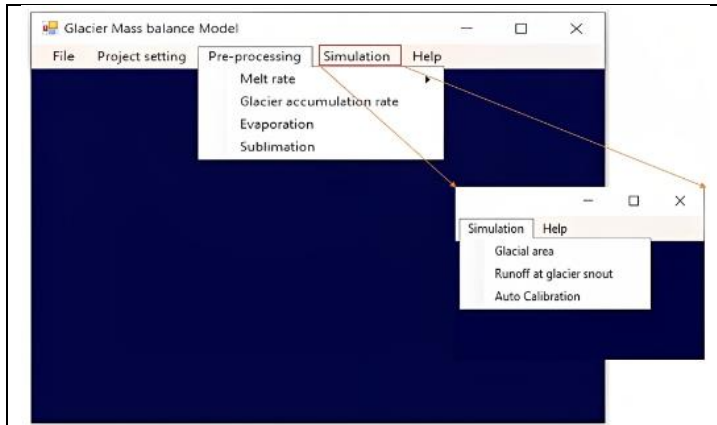 Glacier Mass balance Model
File Project setting Pre-processing Simulation Help
Melt rate
Glacier accumulation rate
Evaporation
Sublimation
Simulation Help
Glacial area
Runoff at glacier snout
Auto Calibration